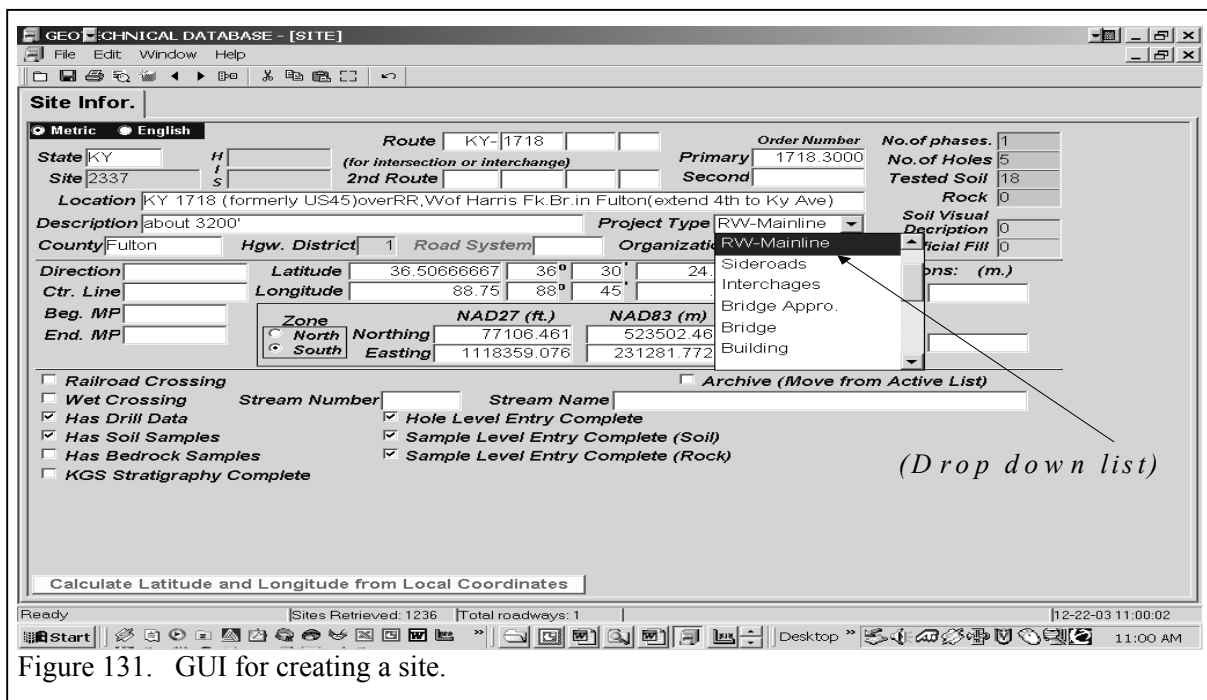 GEO CHNICAL DATABASE - [SITE]
File Edit Window Help
Site Infor.
Metric English
Route KY- 1718
Order Number
No.of phases. 1
State KY
H I S
(for intersection or interchange)
Primary 1718.3000
No.of Holes 5
Site 2337
2nd Route
Second
Tested Soil 18
Location KY 1718 (formerly US45)overRR,Wof Harris Fk.Br.in Fulton(extend 4th to Ky Ave)
Rock 0
Description about 3200'
Project Type RW-Mainline
Soil Visual
Decription 0
County Fulton
Hgw. District 1
Road System
Organizati
RW-Mainline
ficial Fill 0
Sideroads
Interchages
Bridge Appro.
Bridge
Building
Direction
Latitude 36.50666667 36° 30' 24.
ons: (m.)
Ctr. Line
Longitude 88.75 88° 45' .
Beg. MP
Zone
NAD27 (ft.) NAD83 (m)
End. MP
North Northing 77106.461 523502.46
South Easting 1118359.076 231281.772
Railroad Crossing
Archive (Move from Active List)
Wet Crossing
Stream Number
Stream Name
Has Drill Data
Hole Level Entry Complete
Has Soil Samples
Sample Level Entry Complete (Soil)
Has Bedrock Samples
Sample Level Entry Complete (Rock)
KGS Stratigraphy Complete
(Drop down list)
Calculate Latitude and Longitude from Local Coordinates
Ready
Sites Retrieved: 1236
Total roadways: 1
12-22-03 11:00:02
Start
Desktop
11:00 AM
Figure 131. GUI for creating a site.